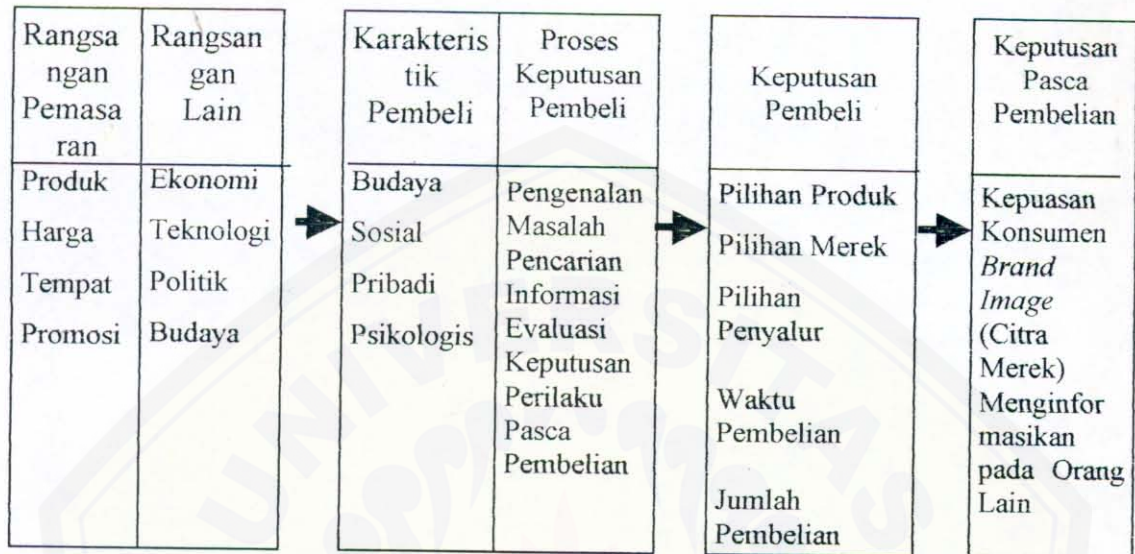 Rangsa
ngan
Pemasa
ran
Rangsan
gan
Lain
Karakteris
tik
Pembeli
Proses
Keputusan
Pembeli
Keputusan
Pembeli
Keputusan
Pasca
Pembelian
Produk
Harga
Tempat
Promosi
Ekonomi
Teknologi
Politik
Budaya
Budaya
Sosial
Pribadi
Psikologis
Pengenalan
Masalah
Pencarian
Informasi
Evaluasi
Keputusan
Perilaku
Pasca
Pembelian
Pilihan Produk
Pilihan Merek
Pilihan
Penyalur
Waktu
Pembelian
Jumlah
Pembelian
Kepuasan
Konsumen
Brand
Image
(Citra
Merek)
Menginfor
masikan
pada Orang
Lain
UNIVERSITAS